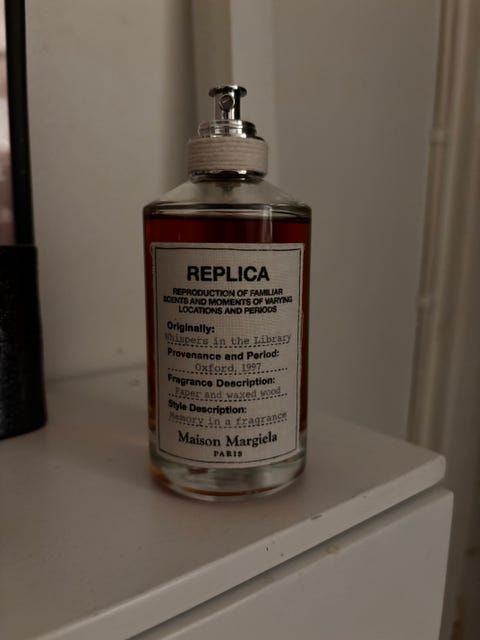 REPLICA
REPRODUCTION OF FAMILIAR
SCENTS AND MOMENTS OF VARYING
LOCATIONS AND PERIODS
Originally:
Whispers in the Library
Provenance and Period:
Oxford, 1997
Fragrance Description:
Paper and waxed wood
Style Description:
Memory in a fragrance
Maison Margiela
PARIS